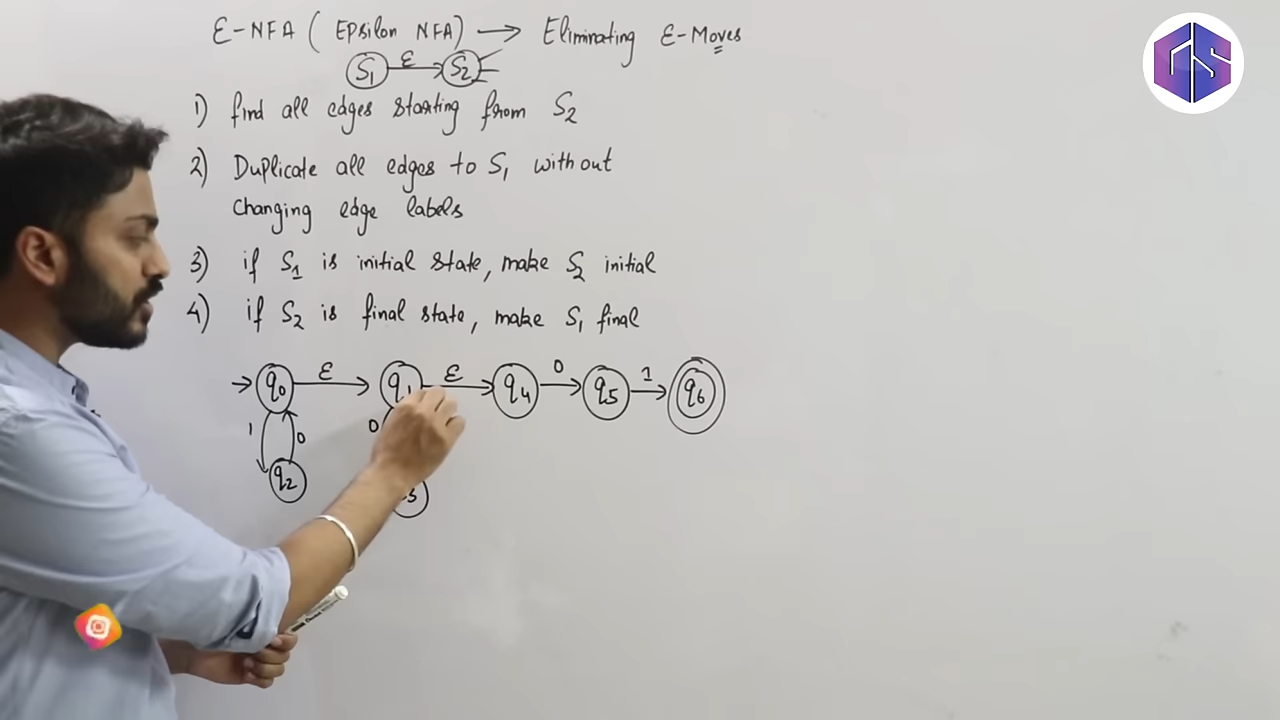 ε-NFA ( Epsilon NFA) → Eliminating ε-Moves
S1 ε S2
1) find all edges starting from S2
2) Duplicate all edges to S1 without
changing edge labels
3) if S1 is initial state, make S2 initial
4) if S2 is final state, make S1 final
→ q0 ε q1 ε q4 0 q5 1 q6
1 0 0
q2 3